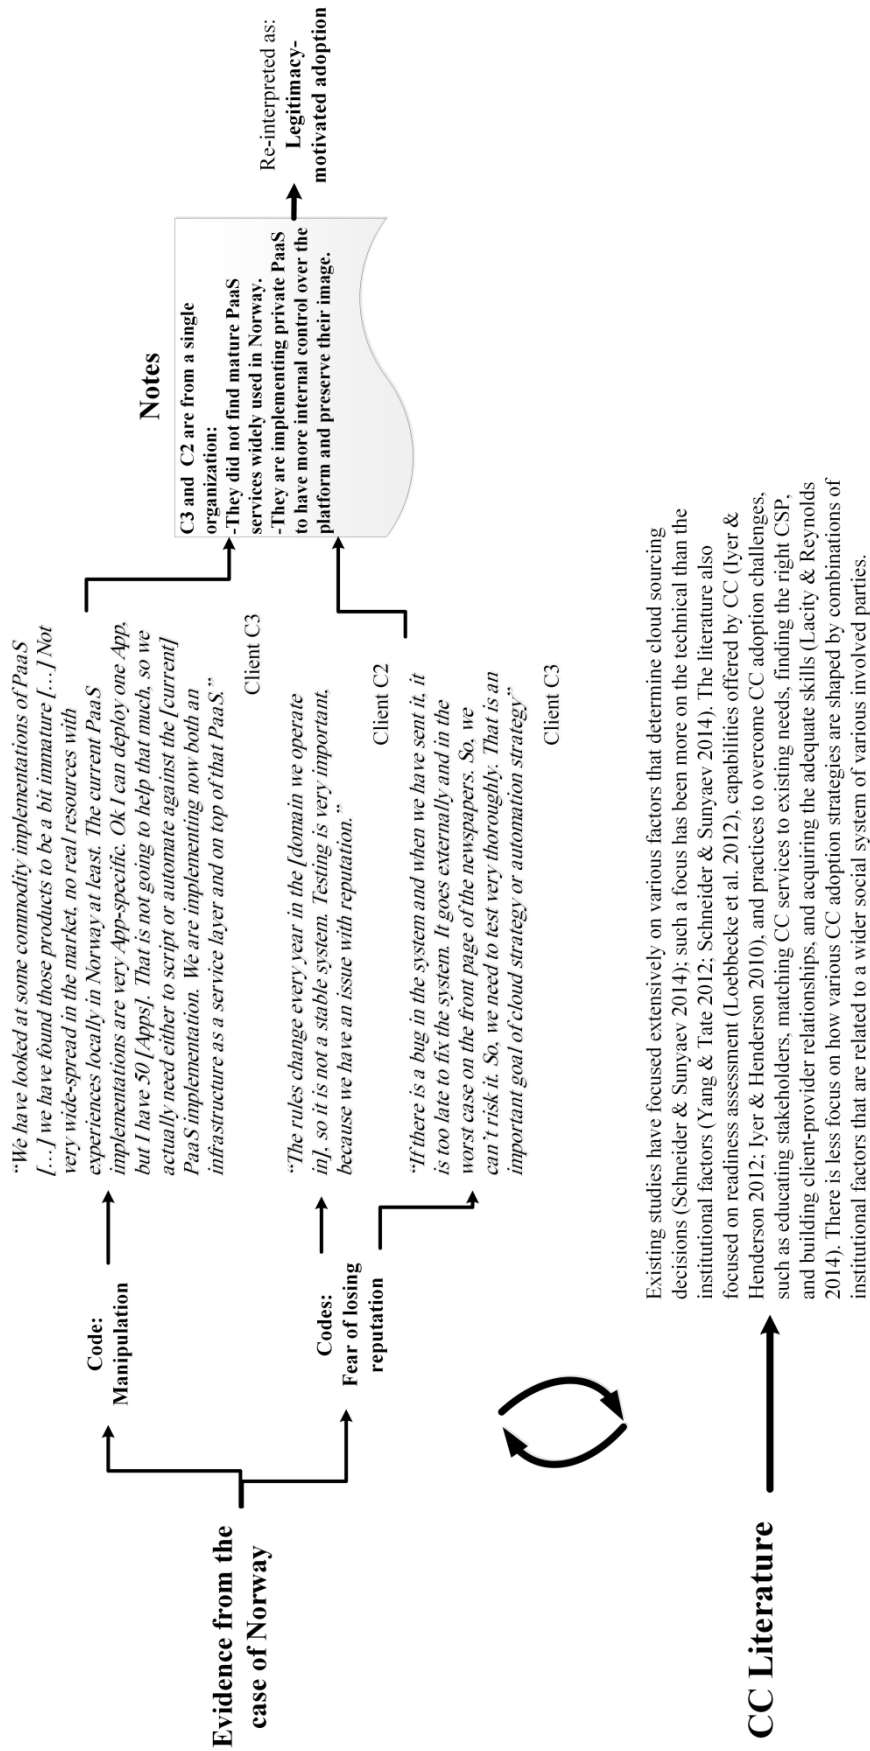 Evidence from the
case of Norway
Code:
Manipulation
“We have looked at some commodity implementations of PaaS
[…] we have found those products to be a bit immature […] Not
very wide-spread in the market, no real resources with
experiences locally in Norway at least. The current PaaS
implementations are very App-specific. Ok I can deploy one App,
but I have 50 [Apps]. That is not going to help that much, so we
actually need either to script or automate against the [current]
PaaS implementation. We are implementing now both an
infrastructure as a service layer and on top of that PaaS.”
Client C3
Codes:
Fear of losing
reputation
“The rules change every year in the [domain we operate
in], so it is not a stable system. Testing is very important,
because we have an issue with reputation.”
Client C2
“If there is a bug in the system and when we have sent it, it
is too late to fix the system. It goes externally and in the
worst case on the front page of the newspapers. So, we
can’t risk it. So, we need to test very thoroughly. That is an
important goal of cloud strategy or automation strategy”
Client C3
Notes
C3 and C2 are from a single
organization:
-They did not find mature PaaS
services widely used in Norway.
-They are implementing private PaaS
to have more internal control over the
platform and preserve their image.
Re-interpreted as:
Legitimacy-
motivated adoption
CC Literature
Existing studies have focused extensively on various factors that determine cloud sourcing
decisions (Schneider & Sunyaev 2014); such a focus has been more on the technical than the
institutional factors (Yang & Tate 2012; Schneider & Sunyaev 2014). The literature also
focused on readiness assessment (Loebbecke et al. 2012), capabilities offered by CC (Iyer &
Henderson 2012; Iyer & Henderson 2010), and practices to overcome CC adoption challenges,
such as educating stakeholders, matching CC services to existing needs, finding the right CSP,
and building client-provider relationships, and acquiring the adequate skills (Lacity & Reynolds
2014). There is less focus on how various CC adoption strategies are shaped by combinations of
institutional factors that are related to a wider social system of various involved parties.